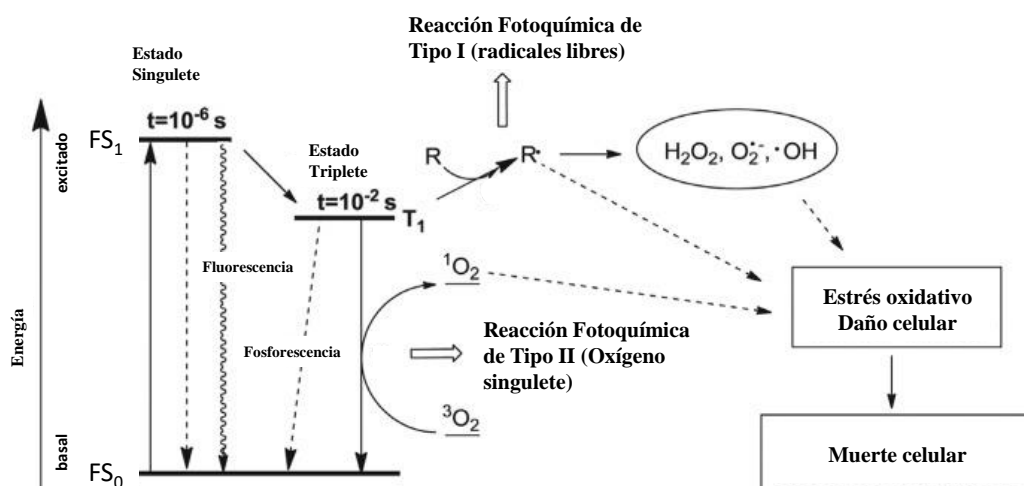 Reacción Fotoquímica de
Tipo I (radicales libres)
Estado
Singulete
t=10⁻⁶ s
FS₁
excitado
Estado
Triplete
t=10⁻² s
T₁
R
R•
H₂O₂, O₂•⁻, •OH
Fluorescencia
¹O₂
Estrés oxidativo
Daño celular
Energía
Fosforescencia
Reacción Fotoquímica
de Tipo II (Oxígeno
singulete)
³O₂
basal
FS₀
Muerte celular